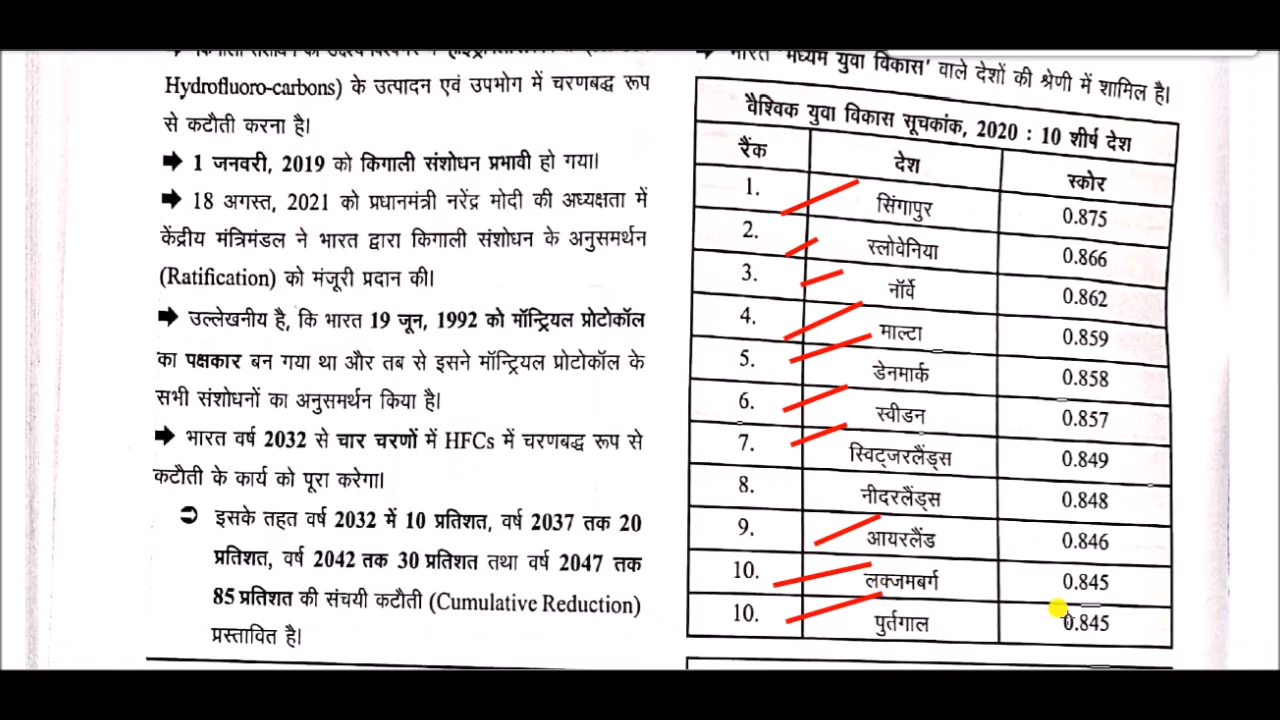 Hydrofluoro-carbons) के उत्पादन एवं उपभोग में चरणबद्ध रूप
से कटौती करना है।
➡ 1 जनवरी, 2019 को किगाली संशोधन प्रभावी हो गया।
➡ 18 अगस्त, 2021 को प्रधानमंत्री नरेंद्र मोदी की अध्यक्षता में
केंद्रीय मंत्रिमंडल ने भारत द्वारा किगाली संशोधन के अनुसमर्थन
(Ratification) को मंजूरी प्रदान की।
➡ उल्लेखनीय है, कि भारत 19 जून, 1992 को मॉन्ट्रियल प्रोटोकॉल
का पक्षकार बन गया था और तब से इसने मॉन्ट्रियल प्रोटोकॉल के
सभी संशोधनों का अनुसमर्थन किया है।
➡ भारत वर्ष 2032 से चार चरणों में HFCs में चरणबद्ध रूप से
कटौती के कार्य को पूरा करेगा।
➲ इसके तहत वर्ष 2032 में 10 प्रतिशत, वर्ष 2037 तक 20
प्रतिशत, वर्ष 2042 तक 30 प्रतिशत तथा वर्ष 2047 तक
85 प्रतिशत की संचयी कटौती (Cumulative Reduction)
प्रस्तावित है।
➡ भारत 'मध्यम युवा विकास' वाले देशों की श्रेणी में शामिल है।
वैश्विक युवा विकास सूचकांक, 2020 : 10 शीर्ष देश
रैंक देश स्कोर
1. सिंगापुर 0.875
2. स्लोवेनिया 0.866
3. नॉर्वे 0.862
4. माल्टा 0.859
5. डेनमार्क 0.858
6. स्वीडन 0.857
7. स्विट्जरलैंड्स 0.849
8. नीदरलैंड्स 0.848
9. आयरलैंड 0.846
10. लक्जमबर्ग 0.845
10. पुर्तगाल 0.845